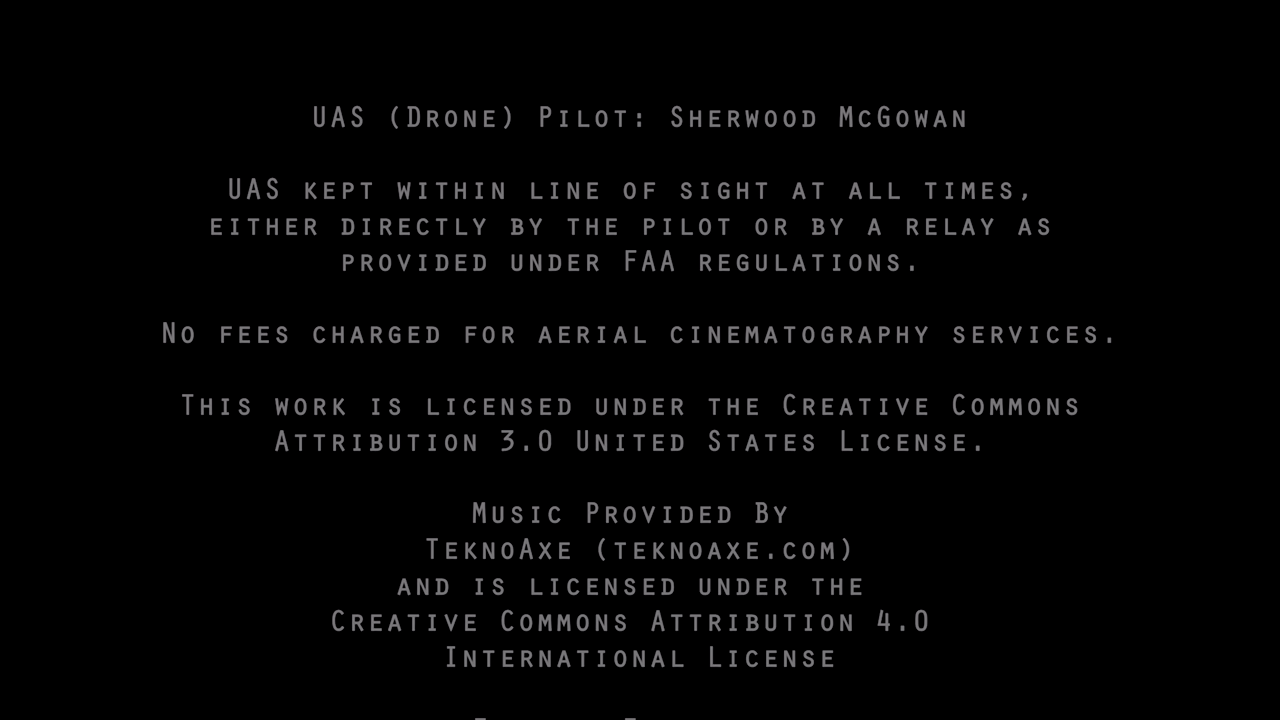 UAS (Drone) Pilot: Sherwood McGowan
UAS kept within line of sight at all times,
either directly by the pilot or by a relay as
provided under FAA regulations.
No fees charged for aerial cinematography services.
This work is licensed under the Creative Commons
Attribution 3.0 United States License.
Music Provided By
TeknoAxe (teknoaxe.com)
and is licensed under the
Creative Commons Attribution 4.0
International License